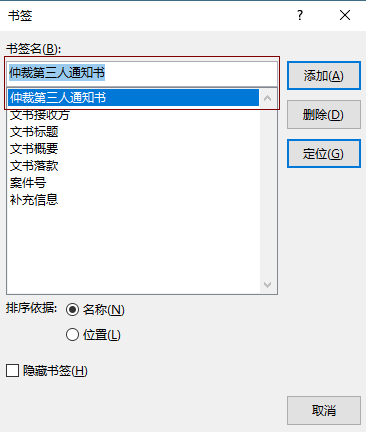 书签
?
书签名(B):
仲裁第三人通知书
添加(A)
仲裁第三人通知书
文书接收方
删除(D)
文书标题
文书概要
定位(G)
文书落款
案件号
补充信息
排序依据:
名称(N)
位置(L)
隐藏书签(H)
取消